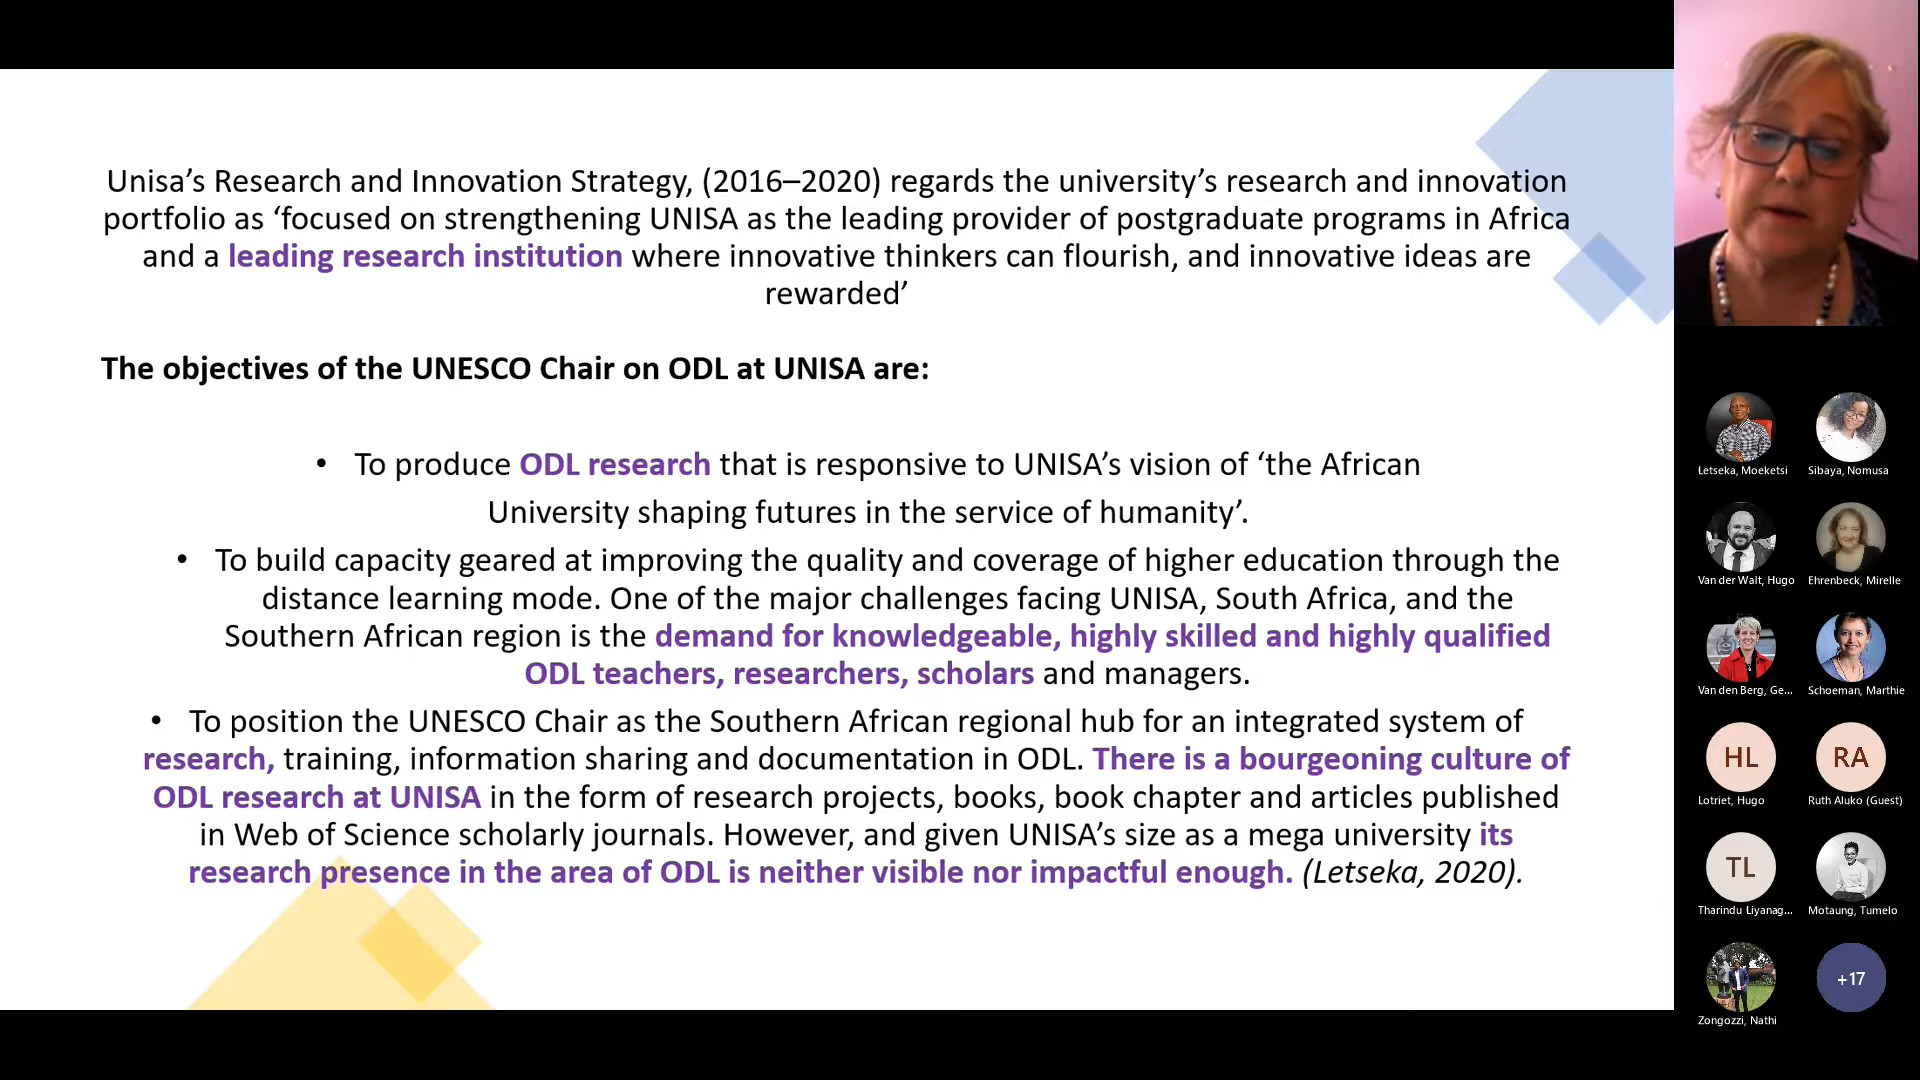 Unisa’s Research and Innovation Strategy, (2016–2020) regards the university’s research and innovation
portfolio as ‘focused on strengthening UNISA as the leading provider of postgraduate programs in Africa
and a leading research institution where innovative thinkers can flourish, and innovative ideas are
rewarded’
The objectives of the UNESCO Chair on ODL at UNISA are:
• To produce ODL research that is responsive to UNISA’s vision of ‘the African
University shaping futures in the service of humanity’.
• To build capacity geared at improving the quality and coverage of higher education through the
distance learning mode. One of the major challenges facing UNISA, South Africa, and the
Southern African region is the demand for knowledgeable, highly skilled and highly qualified
ODL teachers, researchers, scholars and managers.
• To position the UNESCO Chair as the Southern African regional hub for an integrated system of
research, training, information sharing and documentation in ODL. There is a bourgeoning culture of
ODL research at UNISA in the form of research projects, books, book chapter and articles published
in Web of Science scholarly journals. However, and given UNISA’s size as a mega university its
research presence in the area of ODL is neither visible nor impactful enough. (Letseka, 2020).
Letseka, Moeketsi
Sibaya, Nomusa
Van der Walt, Hugo
Ehrenbeck, Mirelle
Van den Berg, Ge...
Schoeman, Marthie
HL
RA
Lotriet, Hugo
Ruth Aluko (Guest)
TL
Tharindu Liyanag...
Motaung, Tumelo
+17
Zongozzi, Nathi